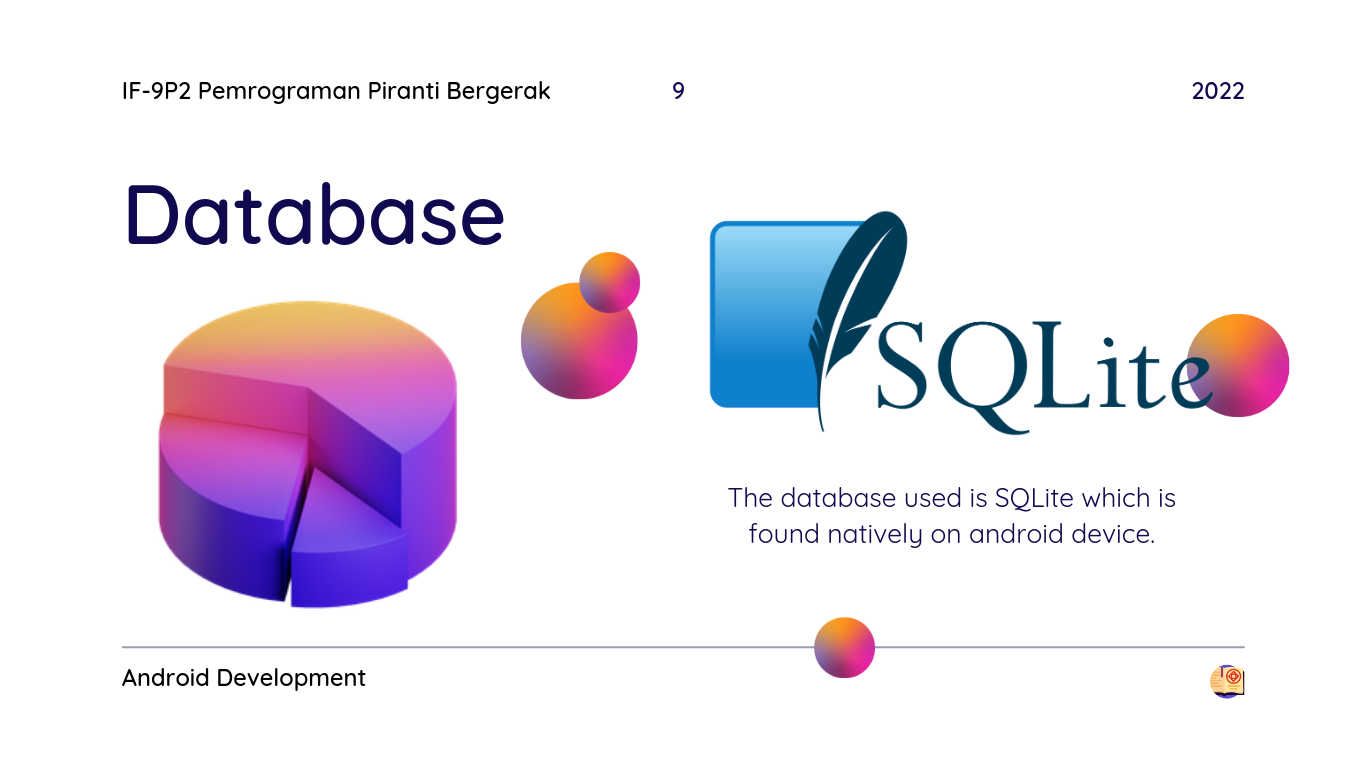 IF-9P2 Pemrograman Piranti Bergerak
9
2022
Database
SQLite
The database used is SQLite which is
found natively on android device.
Android Development